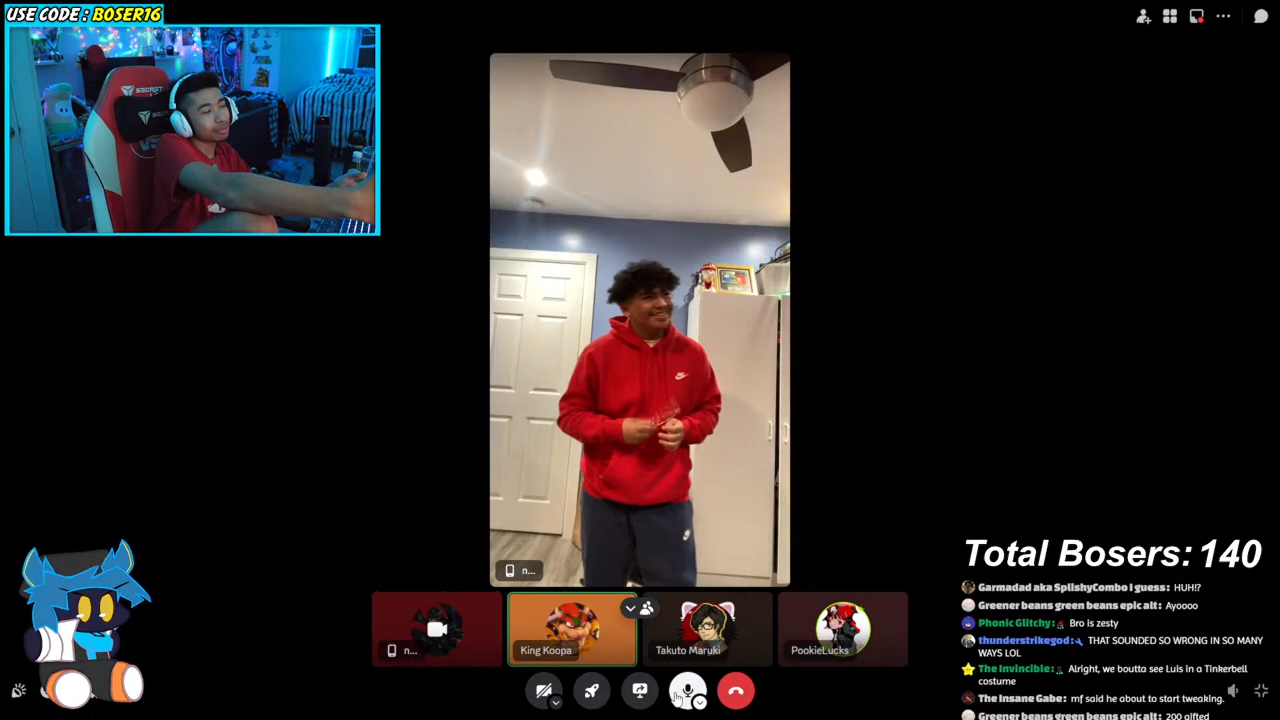 USE CODE : BOSER16
SECRET
n...
n...
King Koopa
Takuto Maruki
PookieLucks
Total Bosers: 140
Garmadad aka SplishyCombo I guess: HUH!?
Greener beans green beans epic alt: Ayoooo
Phonic Glitchy: Bro is zesty
thunderstrikegod: THAT SOUNDED SO WRONG IN SO MANY
WAYS LOL
The Invincible: Alright, we boutta see Luis in a Tinkerbell
costume
The Insane Gabe: mf said he about to start tweaking.
Greener beans green beans epic alt: 200 gifted